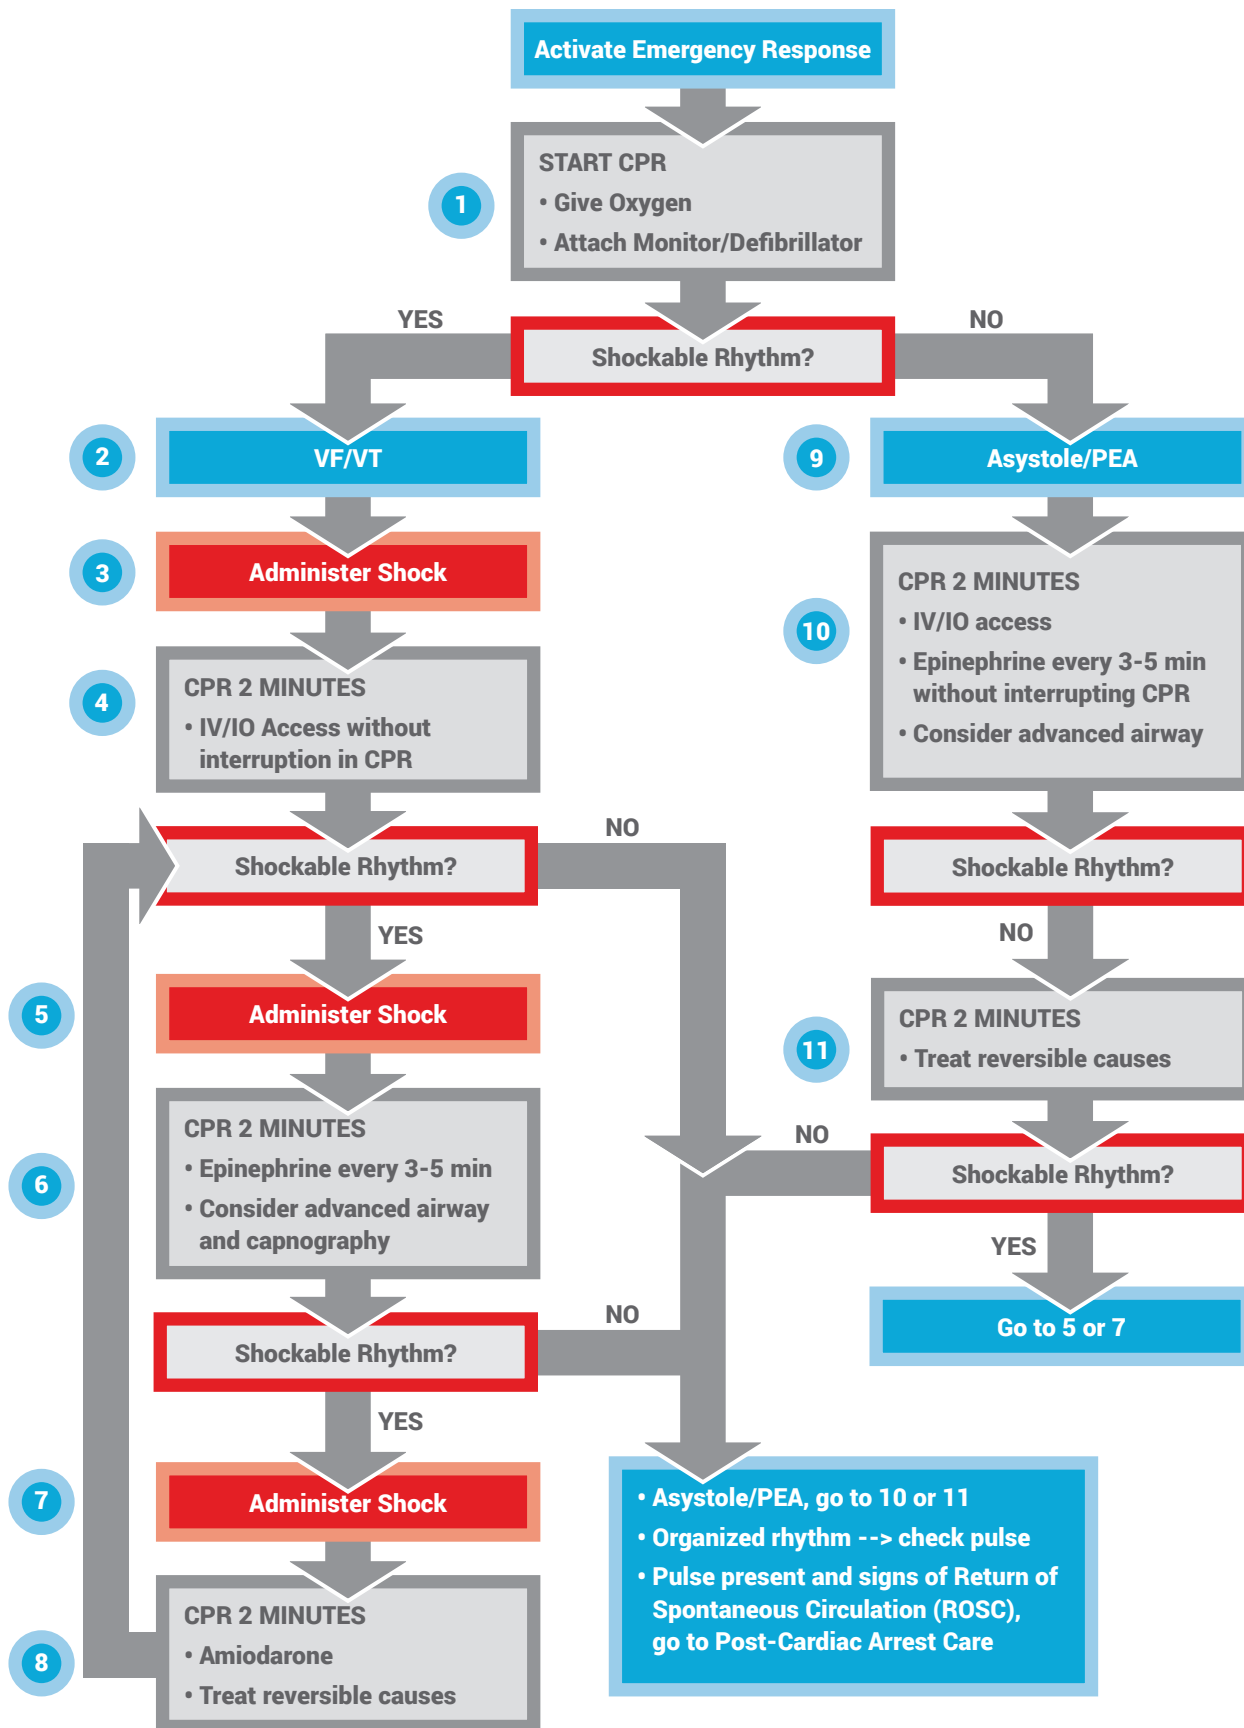 Activate Emergency Response
1
START CPR
• Give Oxygen
• Attach Monitor/Defibrillator
YES
NO
Shockable Rhythm?
2
VF/VT
3
Administer Shock
4
CPR 2 MINUTES
• IV/IO Access without
interruption in CPR
Shockable Rhythm?
NO
YES
5
Administer Shock
6
CPR 2 MINUTES
• Epinephrine every 3-5 min
• Consider advanced airway
and capnography
Shockable Rhythm?
NO
YES
7
Administer Shock
8
CPR 2 MINUTES
• Amiodarone
• Treat reversible causes
9
Asystole/PEA
10
CPR 2 MINUTES
• IV/IO access
• Epinephrine every 3-5 min
without interrupting CPR
• Consider advanced airway
Shockable Rhythm?
NO
11
CPR 2 MINUTES
• Treat reversible causes
NO
Shockable Rhythm?
YES
Go to 5 or 7
• Asystole/PEA, go to 10 or 11
• Organized rhythm --> check pulse
• Pulse present and signs of Return of
Spontaneous Circulation (ROSC),
go to Post-Cardiac Arrest Care